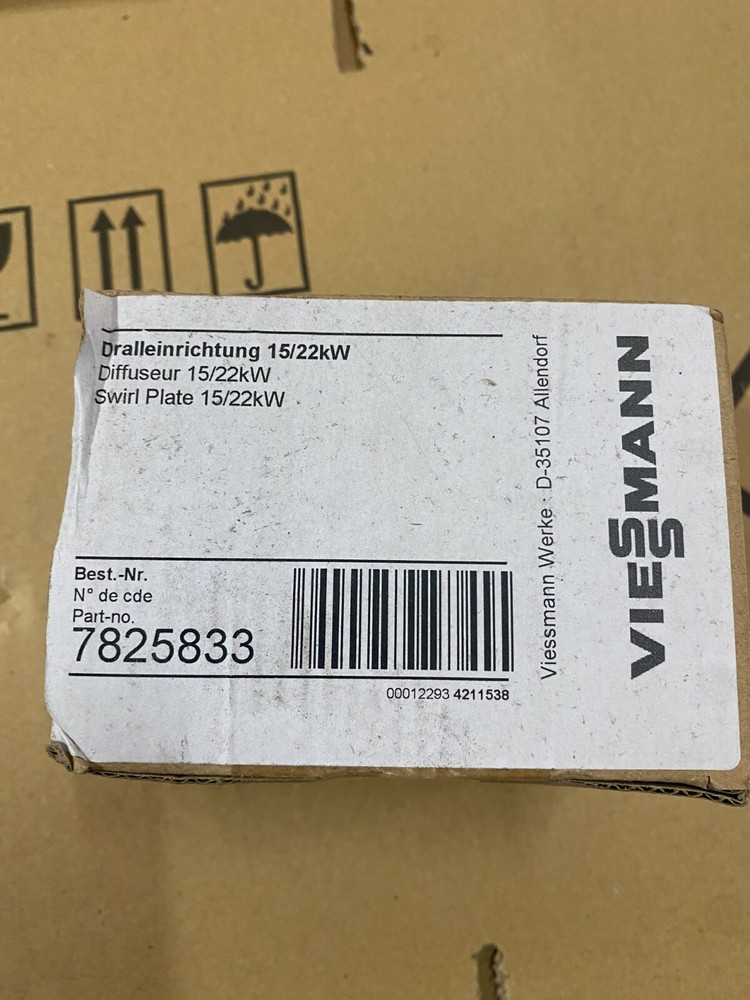 Dralleinrichtung 15/22kW
Diffuseur 15/22kW
Swirl Plate 15/22kW
Best.-Nr.
N° de cde
Part-no.
7825833
00012293 4211538
Viessmann Werke · D-35107 Allendorf
VIESSMANN